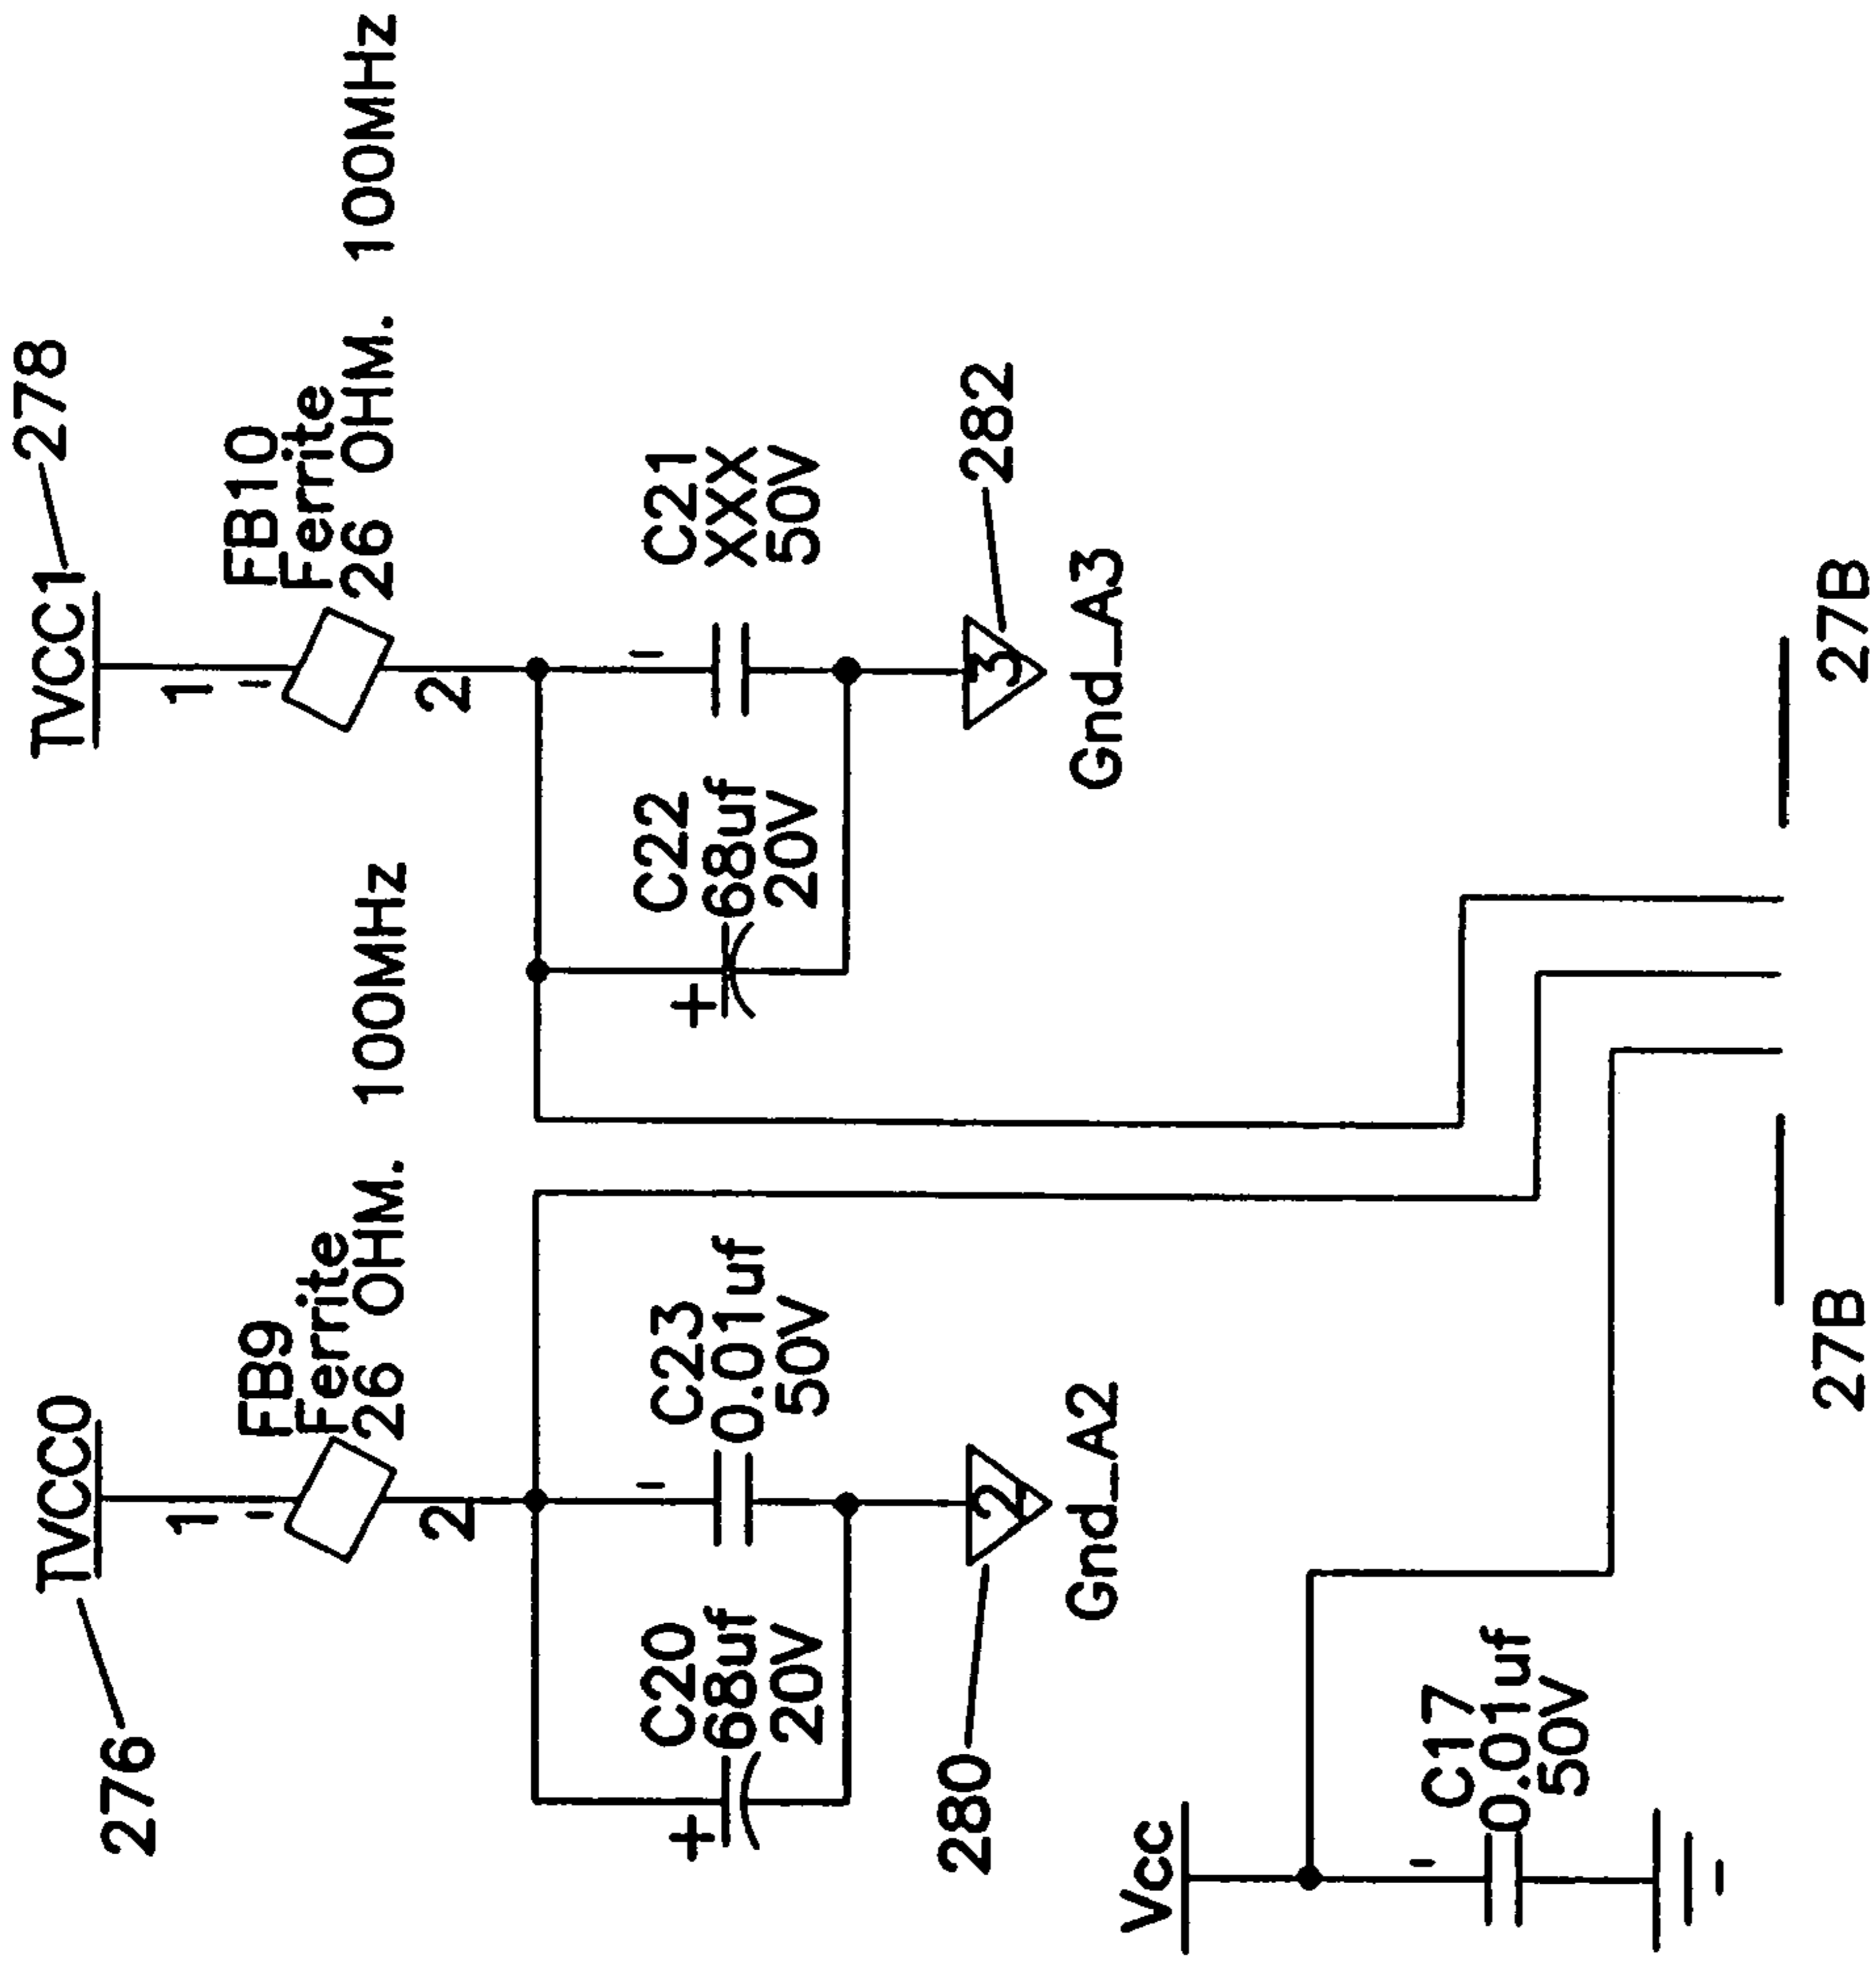 276
TVCC0
1
FB9
Ferrite
26 OHM. 100MHz
2
C20
68uf
20V
+
C23
0.01uf
50V
280
2
Gnd_A2
TVCC1
278
1
FB10
Ferrite
26 OHM. 100MHz
2
C22
68uf
20V
+
C21
XXX
50V
3
282
Gnd_A3
Vcc
C17
0.01uf
50V
27B
27B